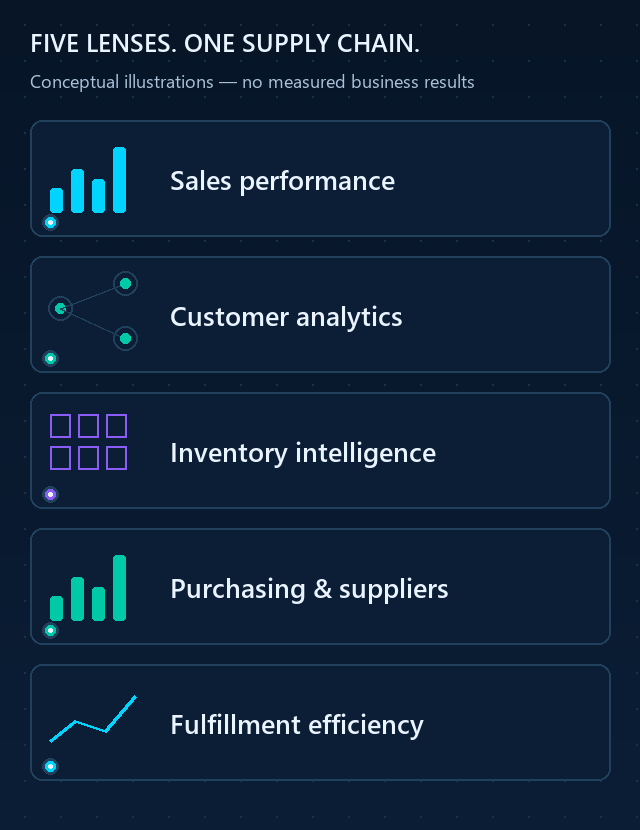 FIVE LENSES. ONE SUPPLY CHAIN.
Conceptual illustrations — no measured business results
Sales performance
Customer analytics
Inventory intelligence
Purchasing & suppliers
Fulfillment efficiency